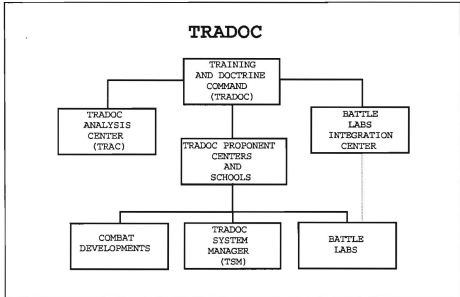 TRADOC
TRAINING
AND DOCTRINE
COMMAND
(TRADOC)
TRADOC
ANALYSIS
CENTER
(TRAC)
BATTLE
LABS
INTEGRATION
CENTER
TRADOC PROPONENT
CENTERS
AND
SCHOOLS
COMBAT
DEVELOPMENTS
TRADOC
SYSTEM
MANAGER
(TSM)
BATTLE
LABS